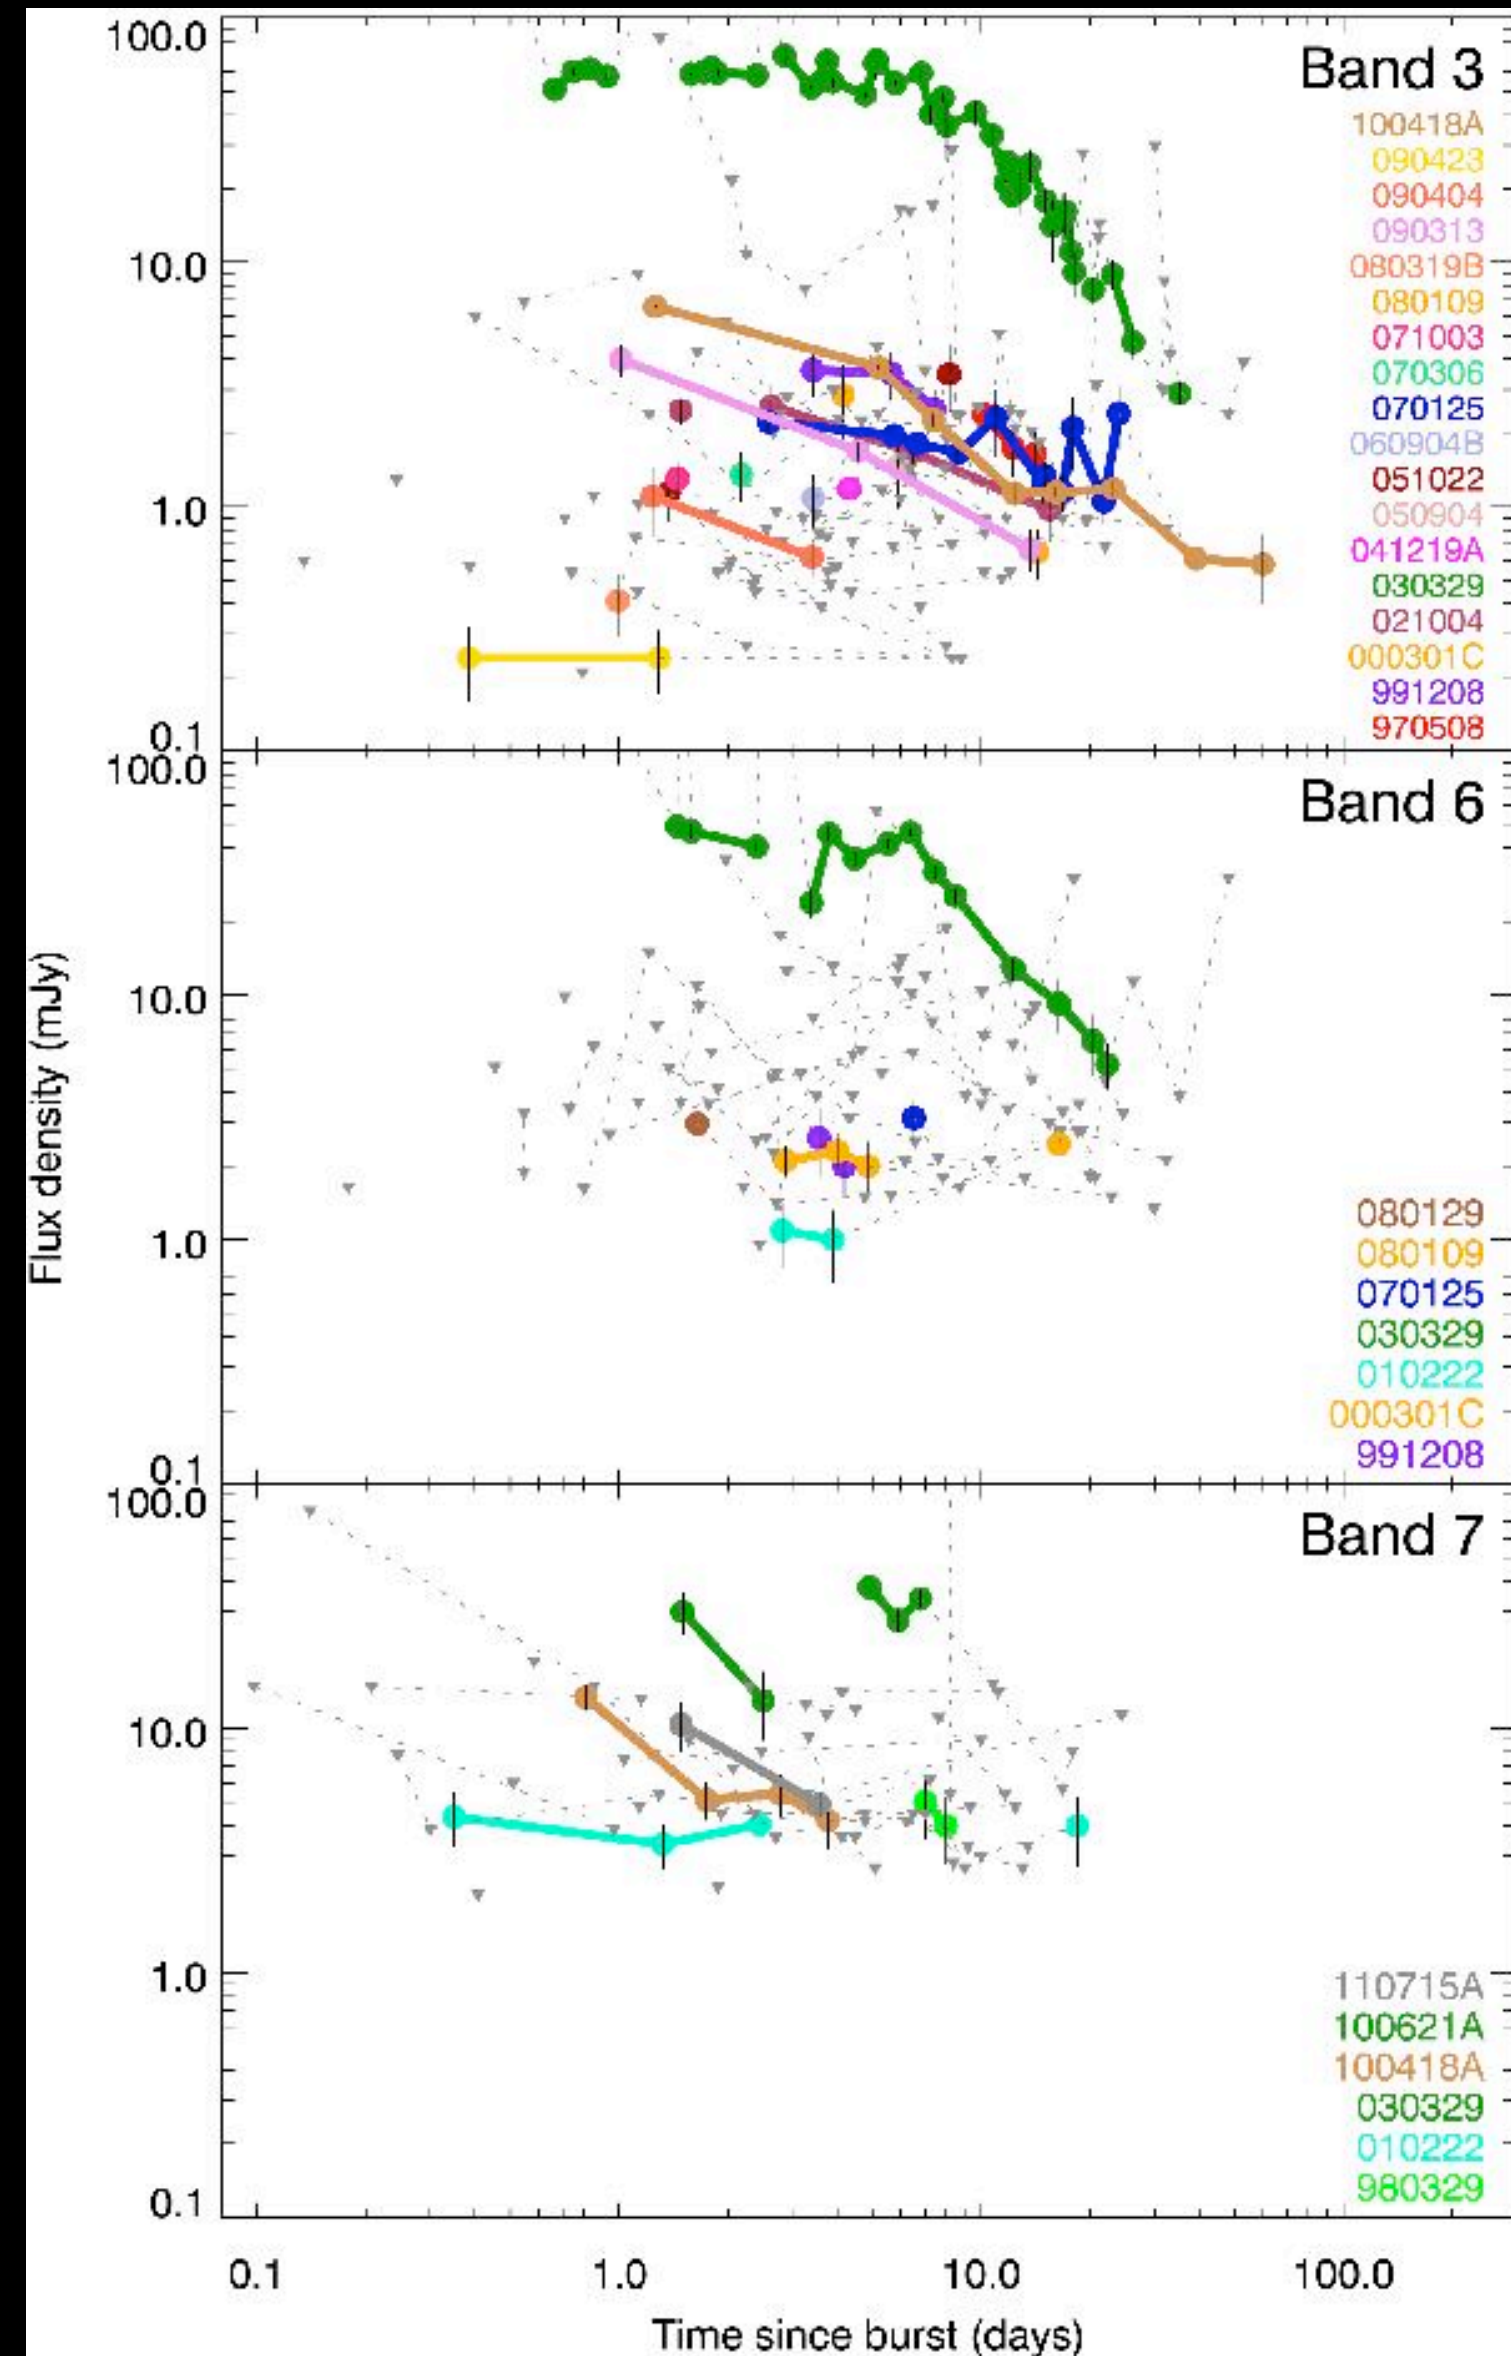 100.0
Band 3
100418A
090423
090404
090313
080319B
10.0
080109
071003
070306
070125
060904B
051022
1.0
050904
041219A
030329
021004
000301C
991208
970508
0.1
100.0
Band 6
10.0
Flux density (mJy)
080129
1.0
080109
070125
030329
010222
000301C
991208
0.1
100.0
Band 7
10.0
1.0
110715A
100621A
100418A
030329
010222
980329
0.1
0.1 1.0 10.0 100.0
Time since burst (days)